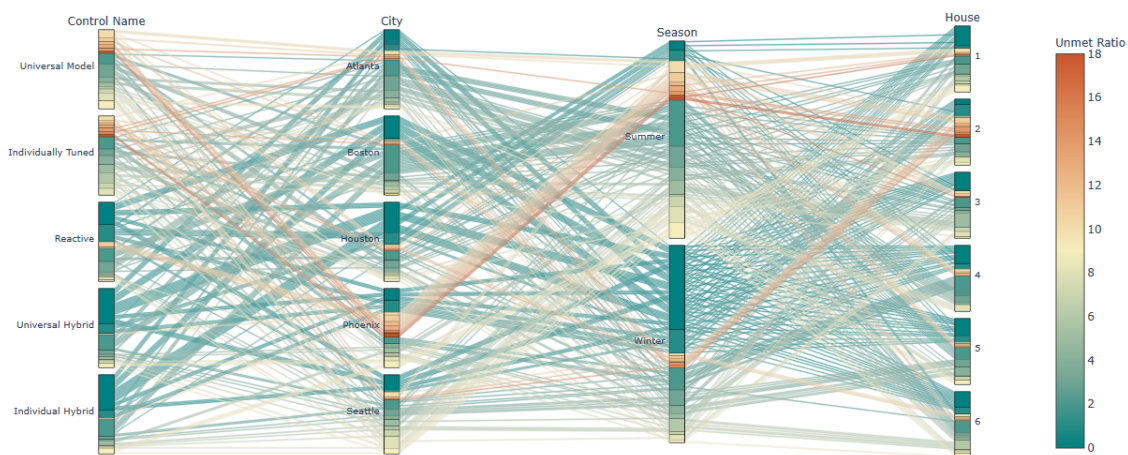 Control Name
City
Season
House
Unmet Ratio
Universal Model
Individually Tuned
Reactive
Universal Hybrid
Individual Hybrid
Atlanta
Boston
Houston
Phoenix
Seattle
Summer
Winter
1
2
3
4
5
6
18
16
14
12
10
8
6
4
2
0